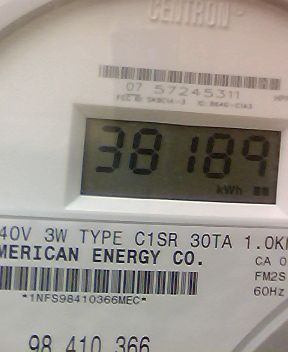 CENTRON
07 57245311
38189
kWh
40V 3W TYPE C1SR 30TA 1.0K
MERICAN ENERGY CO.
CA 0
FM2S
60Hz
*1NFS98410366MEC*
98 410 366